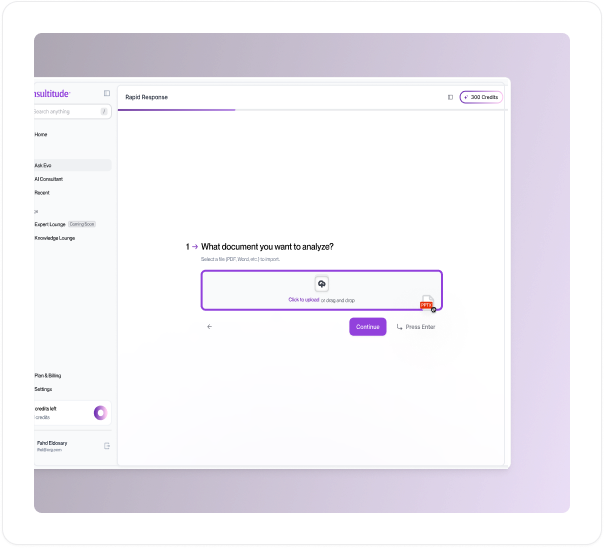 nsultitude
Search anything
/
Home
Ask Evo
AI Consultant
Recent
Expert Lounge Coming Soon
Knowledge Lounge
Plan & Billing
Settings
credits left
credits
Fahd Eldosary
Rapid Response
300 Credits
1 → What document you want to analyze?
Select a file (PDF, Word, etc.) to import.
Click to upload or drag and drop
PPTX
← Continue Press Enter